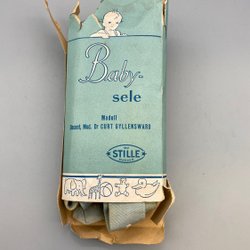 Baby-
sele
Modell
Docent, Med. Dr CURT GYLLENSWÄRD
STILLE